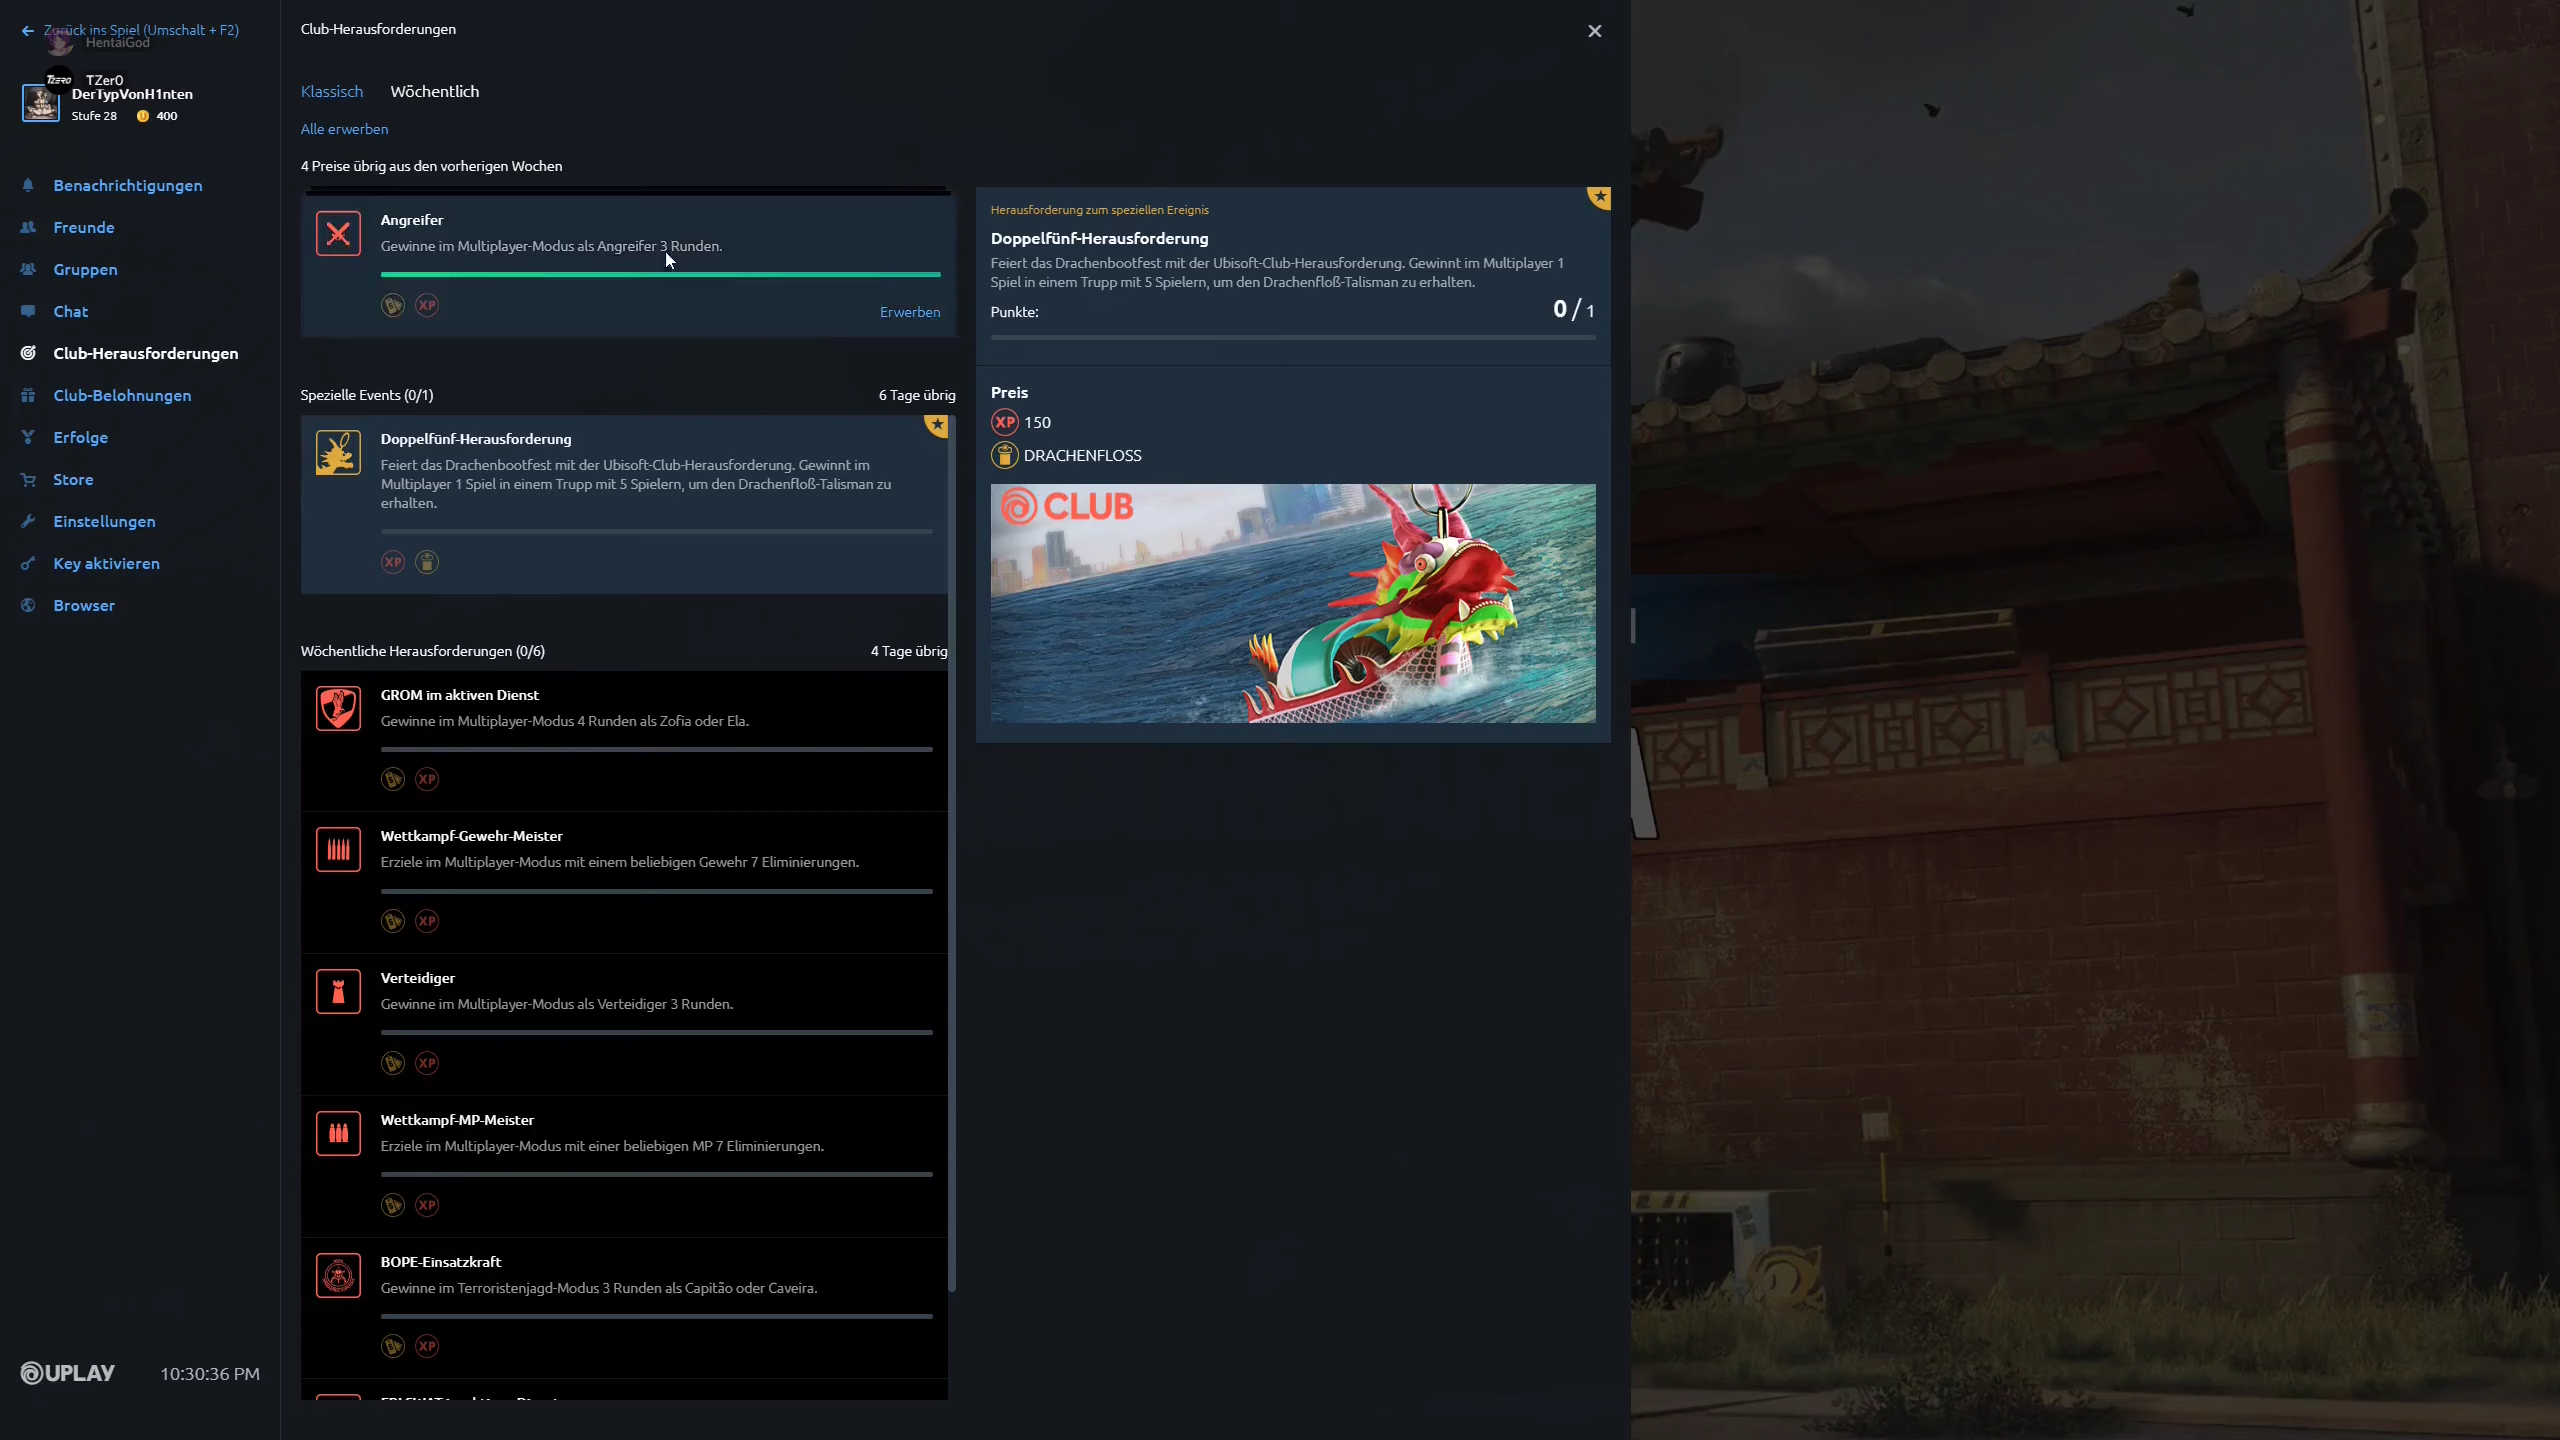 Zurück ins Spiel (Umschalt + F2)
HentaiGod
TZerO
DerTypVonH1nten
Stufe 28
400
Benachrichtigungen
Freunde
Gruppen
Chat
Club-Herausforderungen
Club-Belohnungen
Erfolge
Store
Einstellungen
Key aktivieren
Browser
UPLAY
10:30:36 PM
Club-Herausforderungen
Klassisch
Wöchentlich
Alle erwerben
4 Preise übrig aus den vorherigen Wochen
Angreifer
Gewinne im Multiplayer-Modus als Angreifer 3 Runden.
XP
Erwerben
Spezielle Events (0/1)
6 Tage übrig
Doppelfünf-Herausforderung
Feiert das Drachenbootfest mit der Ubisoft-Club-Herausforderung. Gewinnt im
Multiplayer 1 Spiel in einem Trupp mit 5 Spielern, um den Drachenfloß-Talisman zu
erhalten.
XP
Wöchentliche Herausforderungen (0/6)
4 Tage übrig
GROM im aktiven Dienst
Gewinne im Multiplayer-Modus 4 Runden als Zofia oder Ela.
XP
Wettkampf-Gewehr-Meister
Erziele im Multiplayer-Modus mit einem beliebigen Gewehr 7 Eliminierungen.
XP
Verteidiger
Gewinne im Multiplayer-Modus als Verteidiger 3 Runden.
XP
Wettkampf-MP-Meister
Erziele im Multiplayer-Modus mit einer beliebigen MP 7 Eliminierungen.
XP
BOPE-Einsatzkraft
Gewinne im Terroristenjagd-Modus 3 Runden als Capitão oder Caveira.
XP
Herausforderung zum speziellen Ereignis
Doppelfünf-Herausforderung
Feiert das Drachenbootfest mit der Ubisoft-Club-Herausforderung. Gewinnt im Multiplayer 1
Spiel in einem Trupp mit 5 Spielern, um den Drachenfloß-Talisman zu erhalten.
Punkte:
0 / 1
Preis
XP 150
DRACHENFLOSS
CLUB